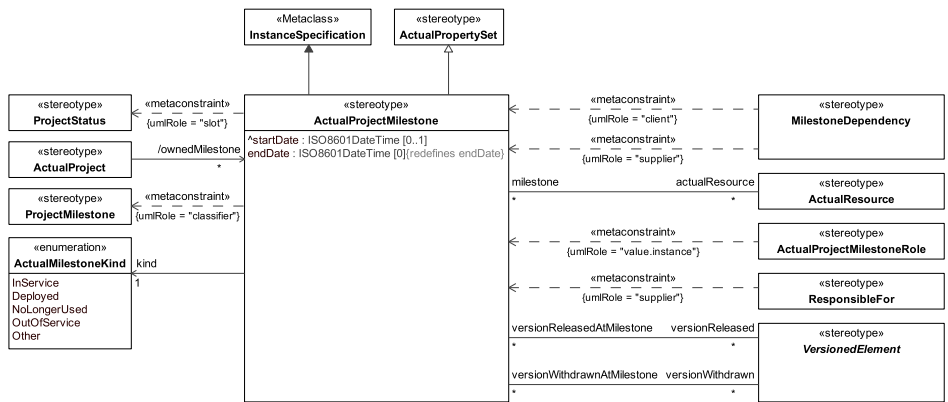 «Metaclass»
InstanceSpecification
«stereotype»
ActualPropertySet
«stereotype»
ProjectStatus
«metaconstraint»
{umlRole = "slot"}
«stereotype»
ActualProject
/ownedMilestone
*
«stereotype»
ProjectMilestone
«metaconstraint»
{umlRole = "classifier"}
«enumeration»
ActualMilestoneKind
InService
Deployed
NoLongerUsed
OutOfService
Other
kind
1
«stereotype»
ActualProjectMilestone
^startDate : ISO8601DateTime [0..1]
endDate : ISO8601DateTime [0]{redefines endDate}
«metaconstraint»
{umlRole = "client"}
«metaconstraint»
{umlRole = "supplier"}
«stereotype»
MilestoneDependency
milestone actualResource
* *
«stereotype»
ActualResource
«metaconstraint»
{umlRole = "value.instance"}
«stereotype»
ActualProjectMilestoneRole
«metaconstraint»
{umlRole = "supplier"}
«stereotype»
ResponsibleFor
versionReleasedAtMilestone versionReleased
* *
versionWithdrawnAtMilestone versionWithdrawn
* *
«stereotype»
VersionedElement